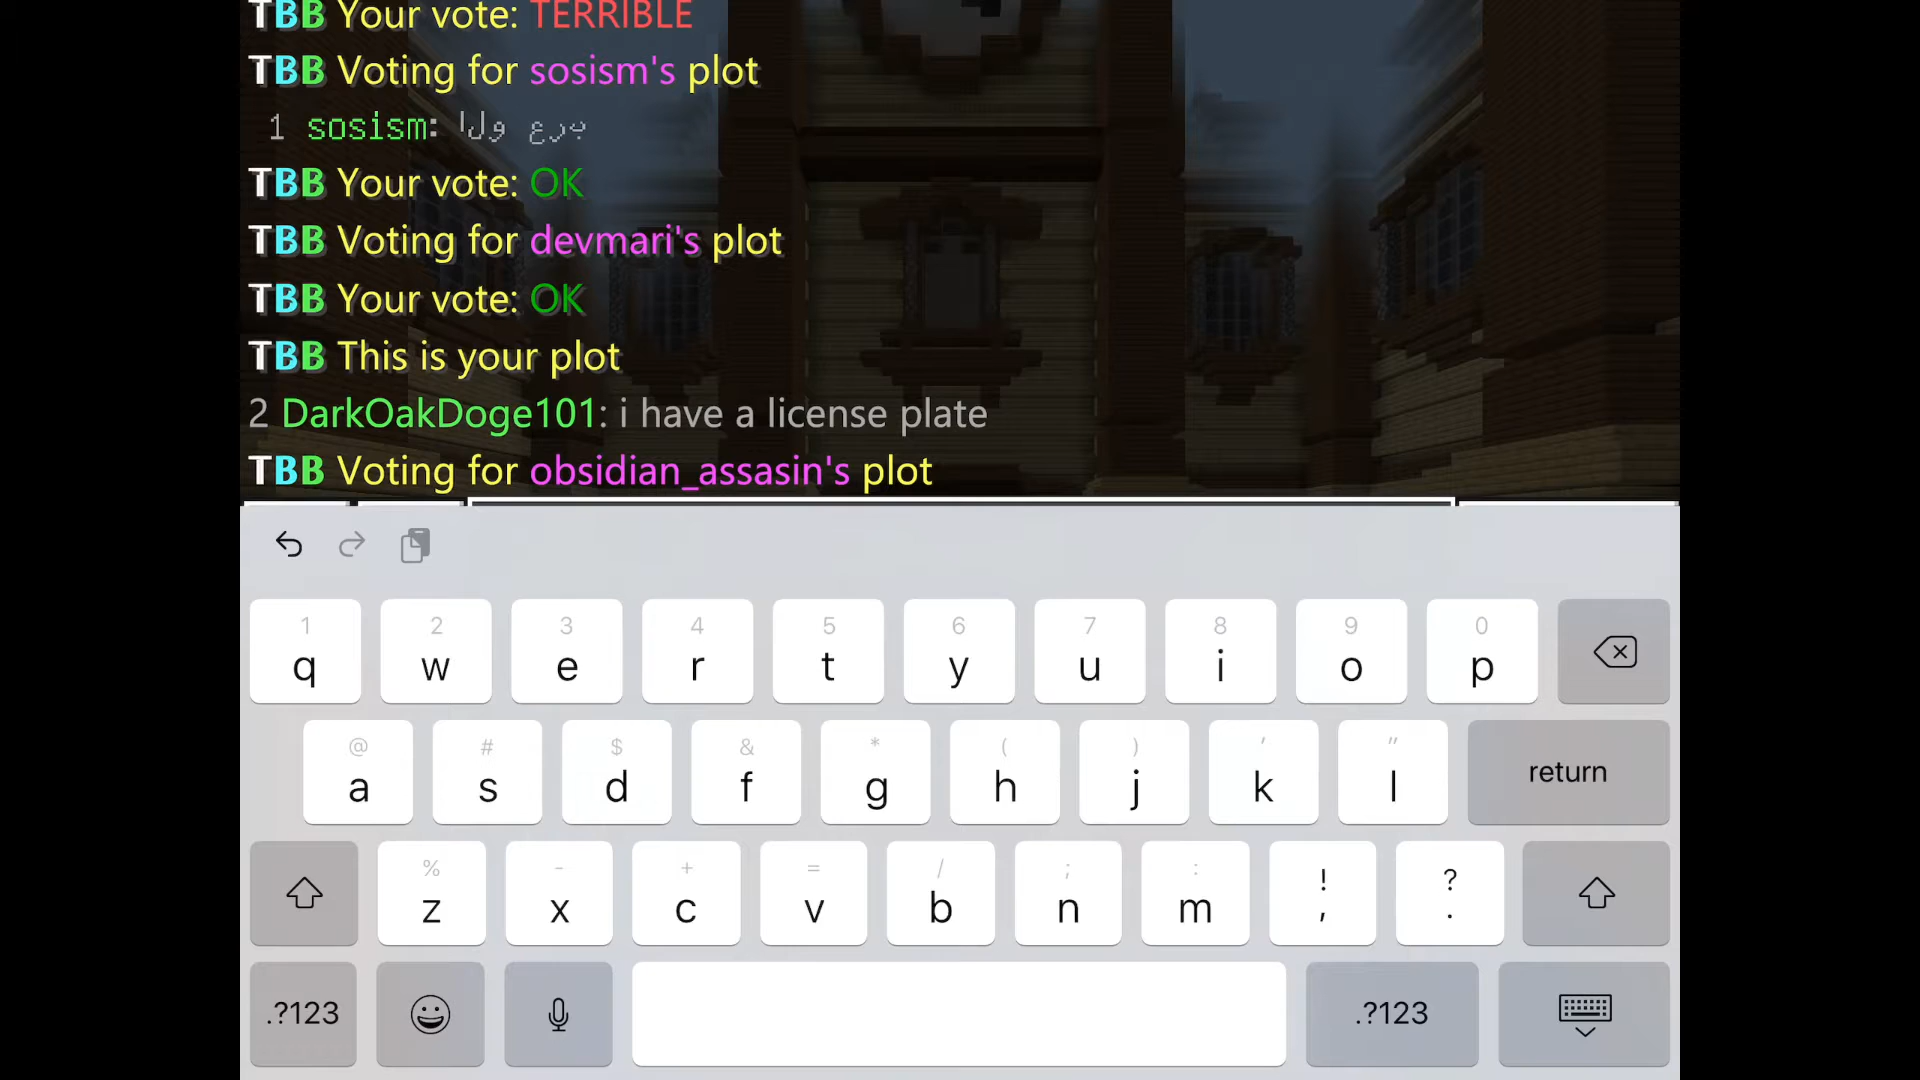 TBB Your vote: TERRIBLE
TBB Voting for sosism's plot
1 sosism: الو عرب
TBB Your vote: OK
TBB Voting for devmari's plot
TBB Your vote: OK
TBB This is your plot
2 DarkOakDoge101: i have a license plate
TBB Voting for obsidian_assasin's plot
1 2 3 4 5 6 7 8 9 0
q w e r t y u i o p
@ # $ & * ( ) ' "
a s d f g h j k l return
% - + = / ; : ! ?
z x c v b n m , .
.?123 .?123